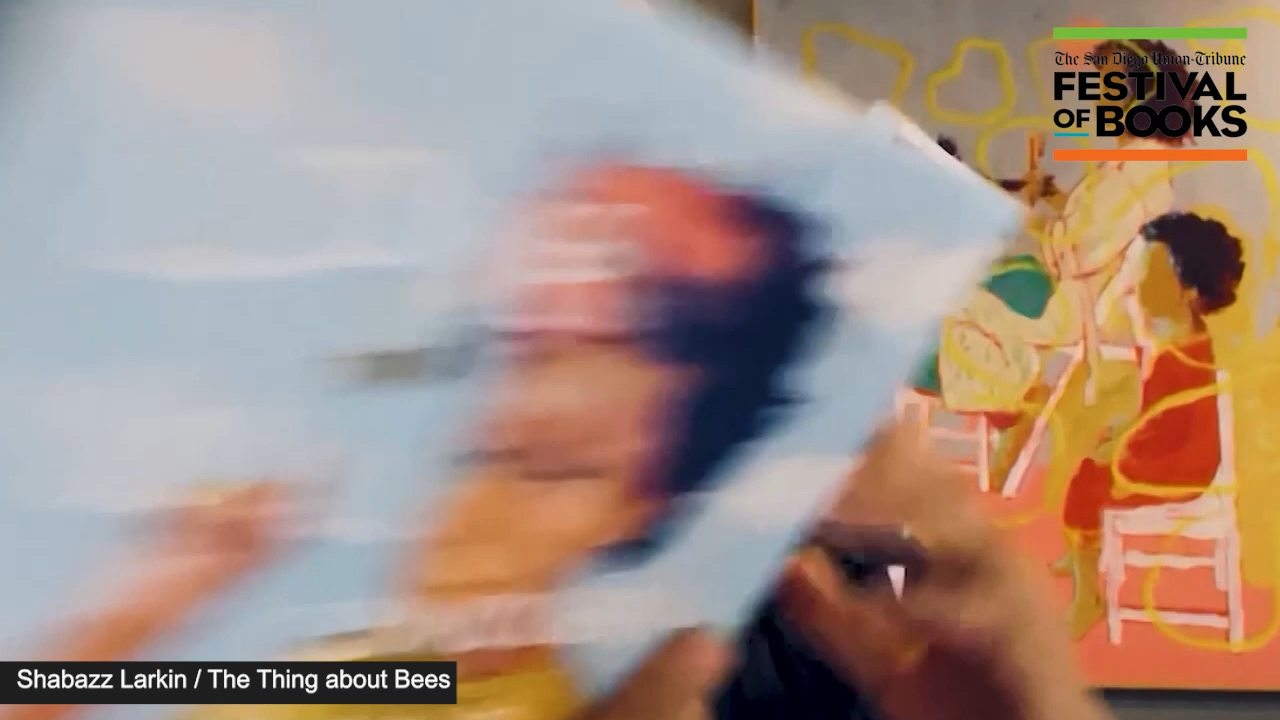 The San Diego Union-Tribune
FESTIVAL
OF BOOKS
Shabazz Larkin / The Thing about Bees